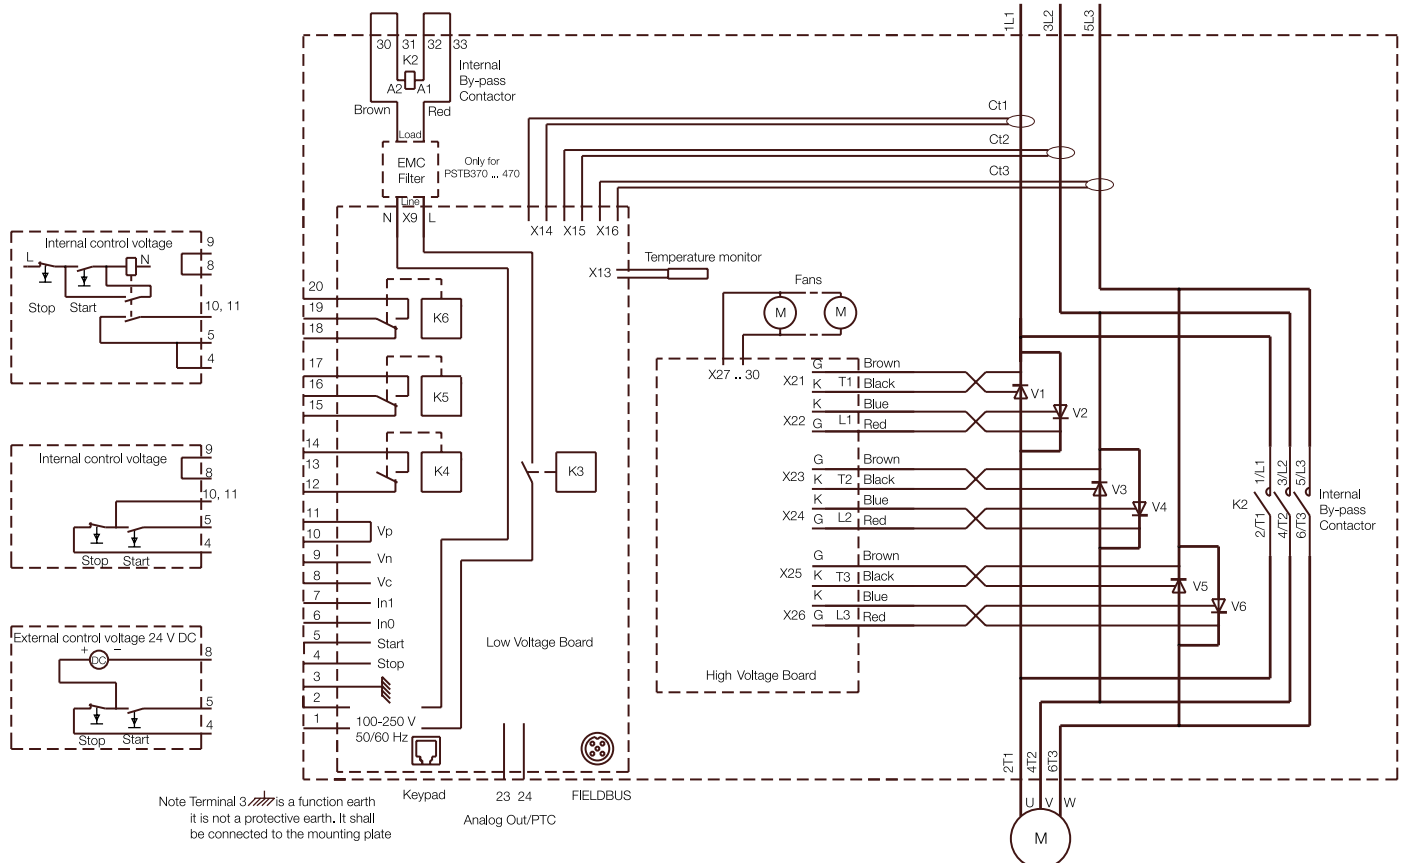 1L1
3L2
5L3
30 31 32 33
K2
A2 A1
Internal
By-pass
Contactor
Brown Red
Load
EMC
Filter
Only for
PSTB370 ... 470
Line
N X9 L
Ct1
Ct2
Ct3
X14 X15 X16
X13
Temperature monitor
Fans
M M
X27 .. 30
Internal control voltage
L N
Stop Start
9
8
10, 11
5
4
Internal control voltage
Stop Start
9
8
10, 11
5
4
External control voltage 24 V DC
+ −
DC
Stop Start
8
5
4
20
19
18
K6
17
16
15
K5
14
13
12
K4
K3
11
10
Vp
9 Vn
8 Vc
7 In1
6 In0
5 Start
4 Stop
3
2
1
100-250 V
50/60 Hz
Low Voltage Board
Keypad
23 24
Analog Out/PTC
FIELDBUS
G Brown
X21 K T1 Black
K Blue
X22 G L1 Red
V1
V2
G Brown
X23 K T2 Black
K Blue
X24 G L2 Red
V3
V4
G Brown
X25 K T3 Black
K Blue
X26 G L3 Red
V5
V6
High Voltage Board
K2
1/L1
3/L2
5/L3
2/T1
4/T2
6/T3
Internal
By-pass
Contactor
2T1
4T2
6T3
U V W
M
Note Terminal 3 is a function earth
it is not a protective earth. It shall
be connected to the mounting plate